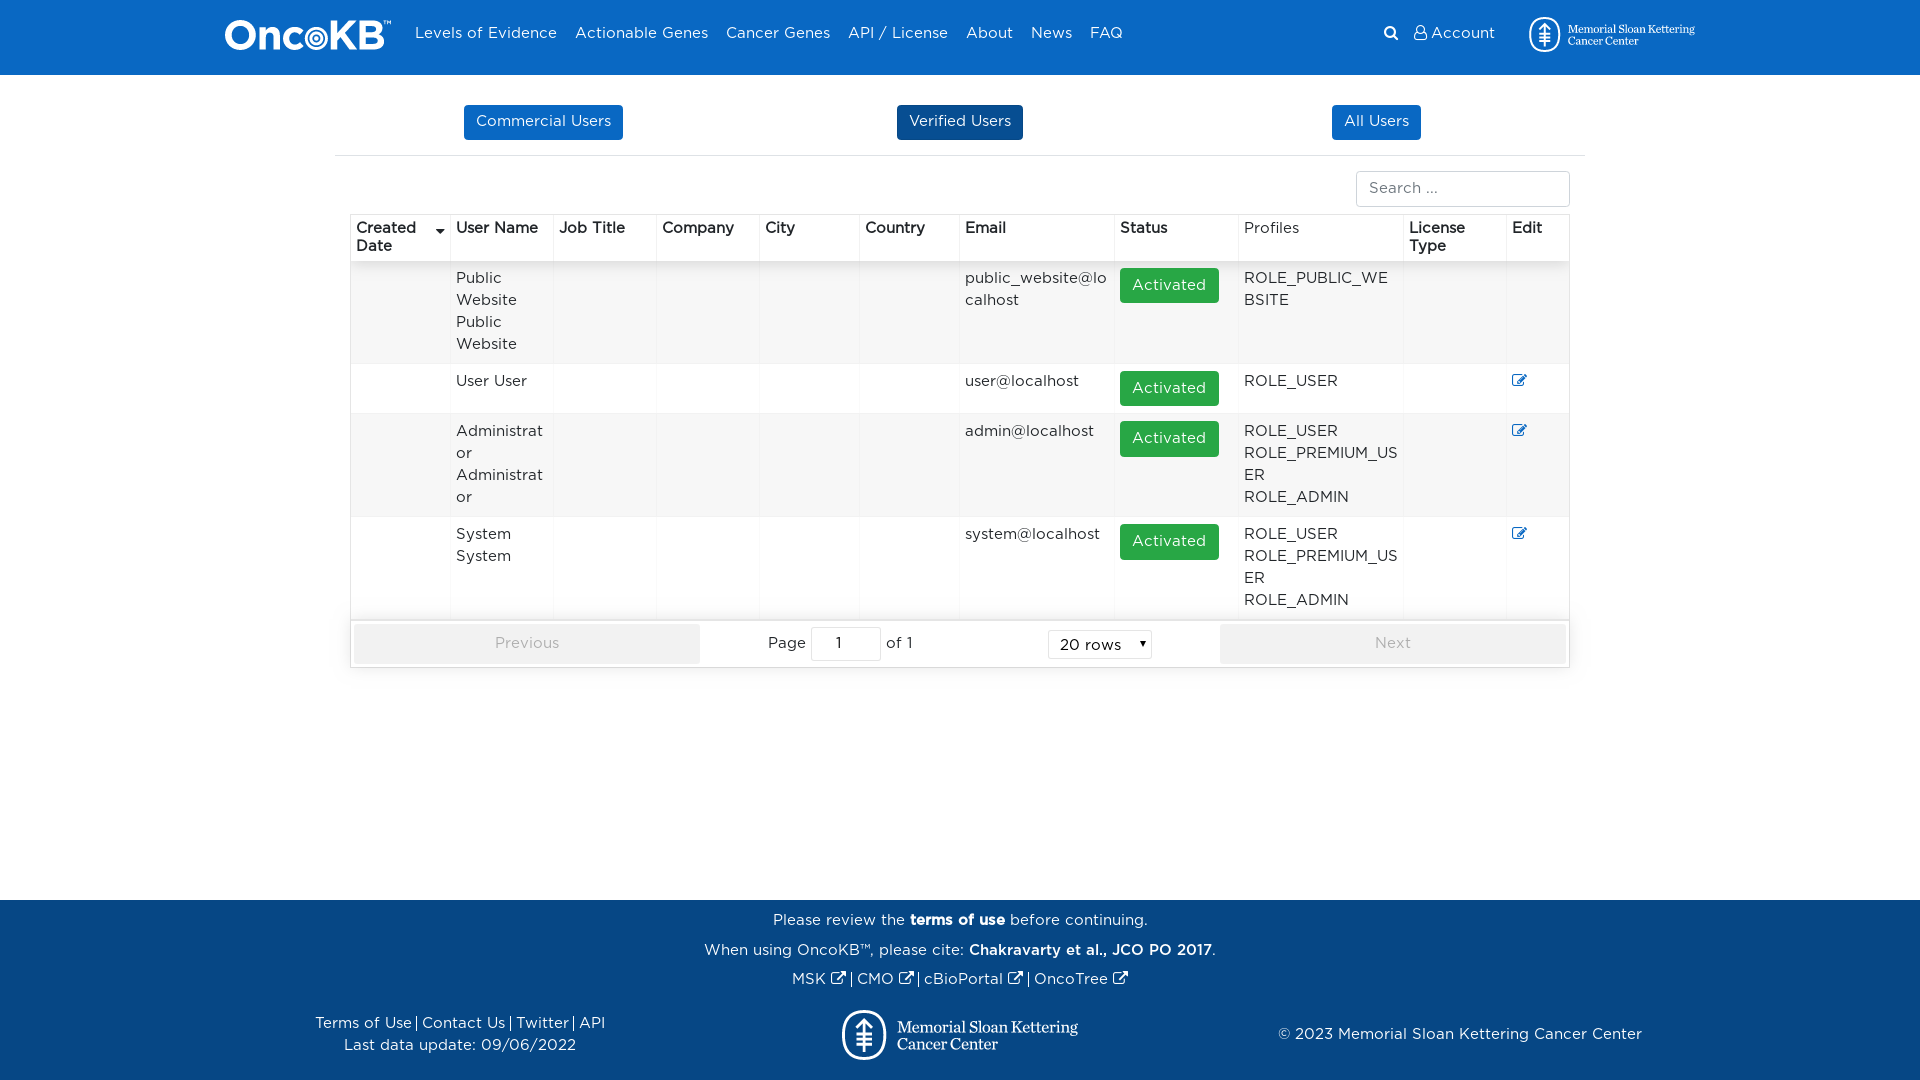 OncoKB™ Levels of Evidence Actionable Genes Cancer Genes API / License About News FAQ Account Memorial Sloan Kettering
Cancer Center
Commercial Users Verified Users All Users
Search ...
Created Date User Name Job Title Company City Country Email Status Profiles License Type Edit
Public Website Public Website public_website@localhost Activated ROLE_PUBLIC_WEBSITE
User User user@localhost Activated ROLE_USER
Administrator Administrator admin@localhost Activated ROLE_USER ROLE_PREMIUM_USER ROLE_ADMIN
System System system@localhost Activated ROLE_USER ROLE_PREMIUM_USER ROLE_ADMIN
Previous Page 1 of 1 20 rows Next
Please review the terms of use before continuing.
When using OncoKB™, please cite: Chakravarty et al., JCO PO 2017.
MSK | CMO | cBioPortal | OncoTree
Terms of Use | Contact Us | Twitter | API
Last data update: 09/06/2022
Memorial Sloan Kettering
Cancer Center
© 2023 Memorial Sloan Kettering Cancer Center